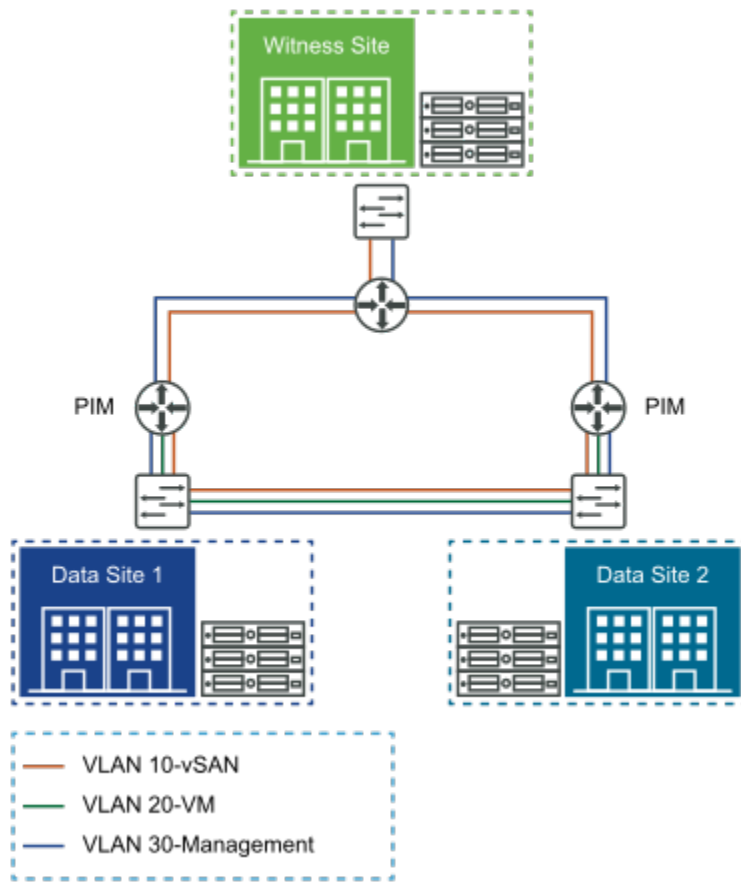 Witness Site
PIM
PIM
Data Site 1
Data Site 2
VLAN 10-vSAN
VLAN 20-VM
VLAN 30-Management